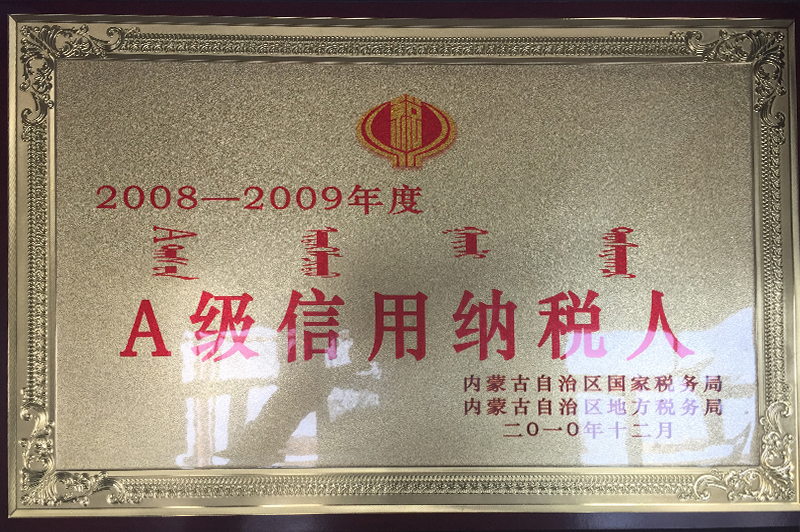 税
2008—2009年度
A级信用纳税人
内蒙古自治区国家税务局
内蒙古自治区地方税务局
二〇一〇年十二月